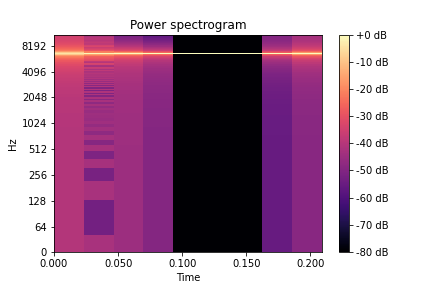 Power spectrogram
Hz
8192
4096
2048
1024
512
256
128
64
0
0.000 0.050 0.100 0.150 0.200
Time
+0 dB
-10 dB
-20 dB
-30 dB
-40 dB
-50 dB
-60 dB
-70 dB
-80 dB